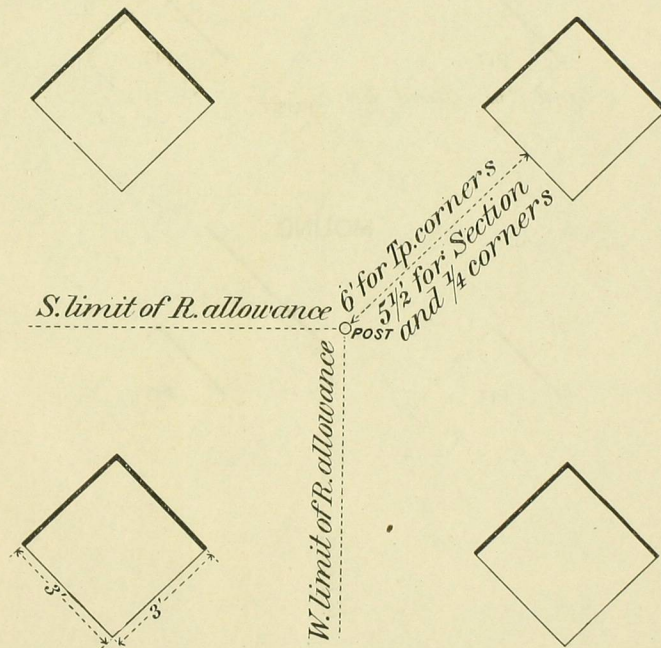 6' for Tp. corners
5½' for Section
and ¼ corners
S. limit of R. allowance
POST
W. limit of R. allowance
3'
3'